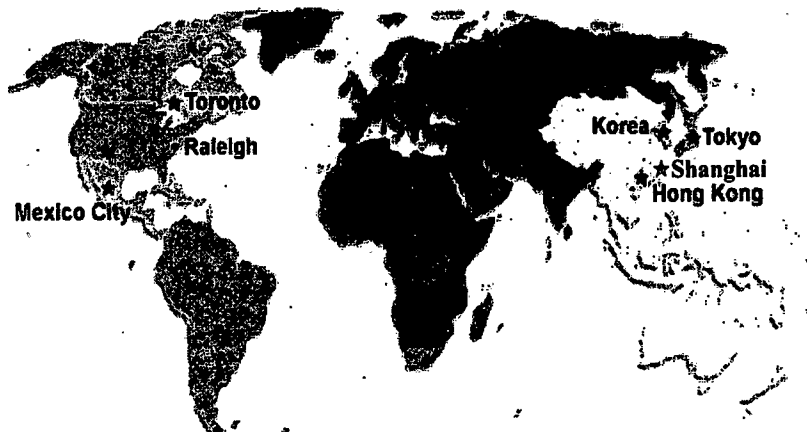 Toronto
Raleigh
Mexico City
Korea
Tokyo
Shanghai
Hong Kong